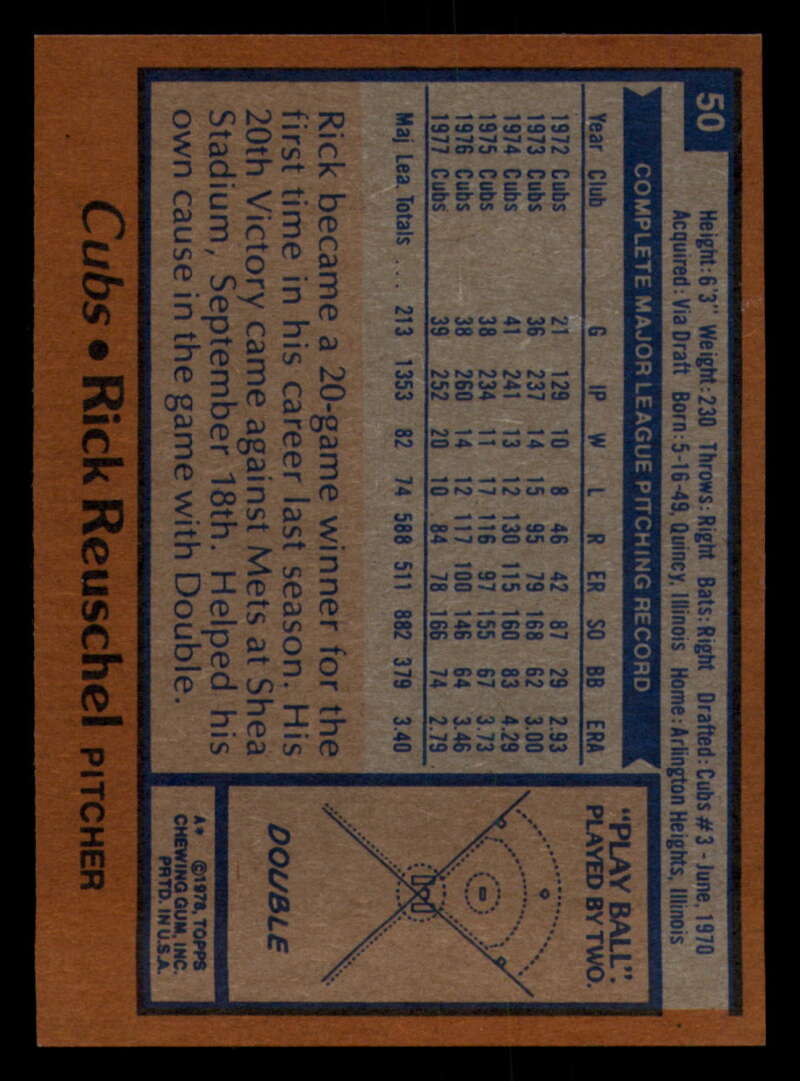 50
Height: 6'3" Weight: 230 Throws: Right Bats: Right Drafted: Cubs #3 - June, 1970
Acquired: Via Draft Born: 5-16-49, Quincy, Illinois Home: Arlington Heights, Illinois
COMPLETE MAJOR LEAGUE PITCHING RECORD
Year Club G IP W L R ER SO BB ERA
1972 Cubs 21 129 10 8 46 42 87 29 2.93
1973 Cubs 36 237 14 15 95 79 168 62 3.00
1974 Cubs 41 241 13 12 130 115 160 83 4.29
1975 Cubs 38 234 11 17 116 97 155 67 3.73
1976 Cubs 38 260 14 12 117 100 146 64 3.46
1977 Cubs 39 252 20 10 84 78 166 74 2.79
Maj Lea. Totals ... 213 1353 82 74 588 511 882 379 3.40
Rick became a 20-game winner for the
first time in his career last season. His
20th Victory came against Mets at Shea
Stadium, September 18th. Helped his
own cause in the game with Double.
"PLAY BALL".
PLAYED BY TWO.
DOUBLE
A* ©1978, TOPPS
CHEWING GUM, INC.
PRTD. IN U.S.A.
Cubs • Rick Reuschel PITCHER